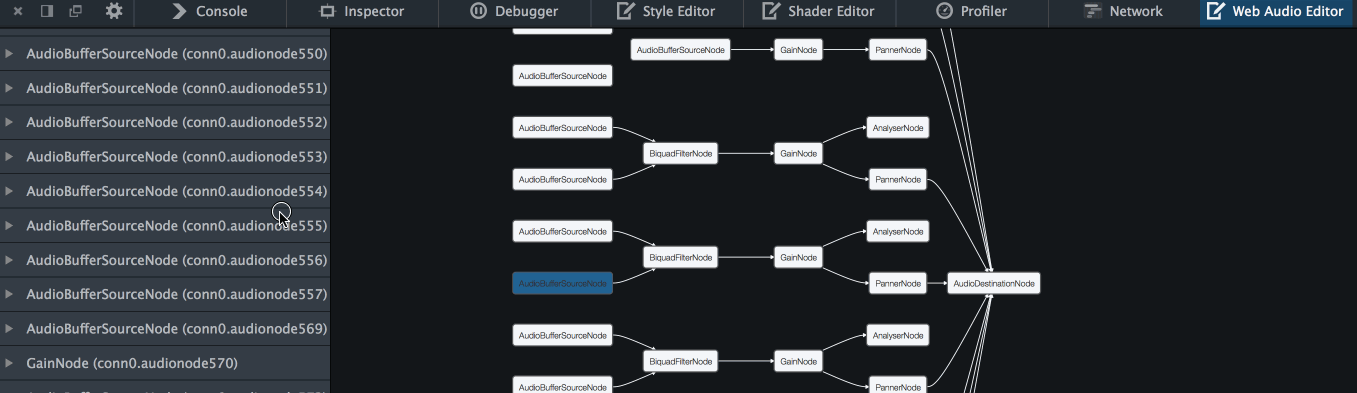 Console
Inspector
Debugger
Style Editor
Shader Editor
Profiler
Network
Web Audio Editor
AudioBufferSourceNode (conn0.audionode550)
AudioBufferSourceNode (conn0.audionode551)
AudioBufferSourceNode (conn0.audionode552)
AudioBufferSourceNode (conn0.audionode553)
AudioBufferSourceNode (conn0.audionode554)
AudioBufferSourceNode (conn0.audionode555)
AudioBufferSourceNode (conn0.audionode556)
AudioBufferSourceNode (conn0.audionode557)
AudioBufferSourceNode (conn0.audionode569)
GainNode (conn0.audionode570)
AudioBufferSourceNode
GainNode
PannerNode
AudioBufferSourceNode
AudioBufferSourceNode
AnalyserNode
BiquadFilterNode
GainNode
AudioBufferSourceNode
PannerNode
AudioBufferSourceNode
AnalyserNode
BiquadFilterNode
GainNode
AudioBufferSourceNode
PannerNode
AudioDestinationNode
AudioBufferSourceNode
AnalyserNode
BiquadFilterNode
GainNode
AudioBufferSourceNode
PannerNode